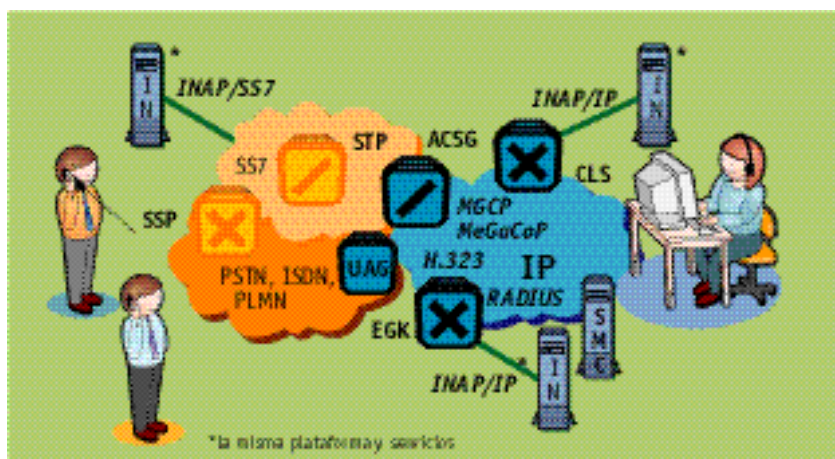 *
IN
INAP/SS7
*
IN
INAP/IP
STP
ACSG
SS7
CLS
SSP
MGCP
MeGaCoP
UAG
H.323
IP
PSTN, ISDN,
PLMN
RADIUS
EGK
SMC
*
IN
INAP/IP
*la misma plataforma y servicios